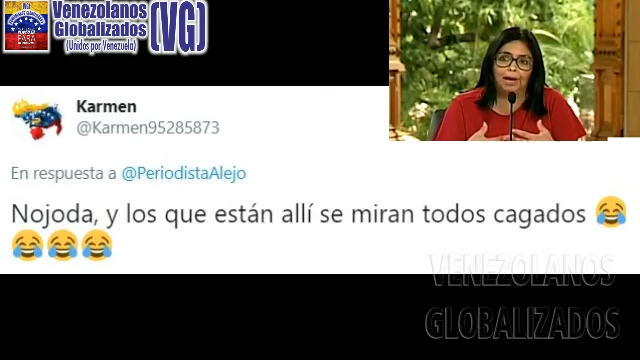 Venezolanos
Globalizados
(Unidos por Venezuela)
(VG)
Karmen
@Karmen95285873
En respuesta a @PeriodistaAlejo
Nojoda, y los que están allí se miran todos cagados 😂
😂😂😂
VENEZOLANOS
GLOBALIZADOS